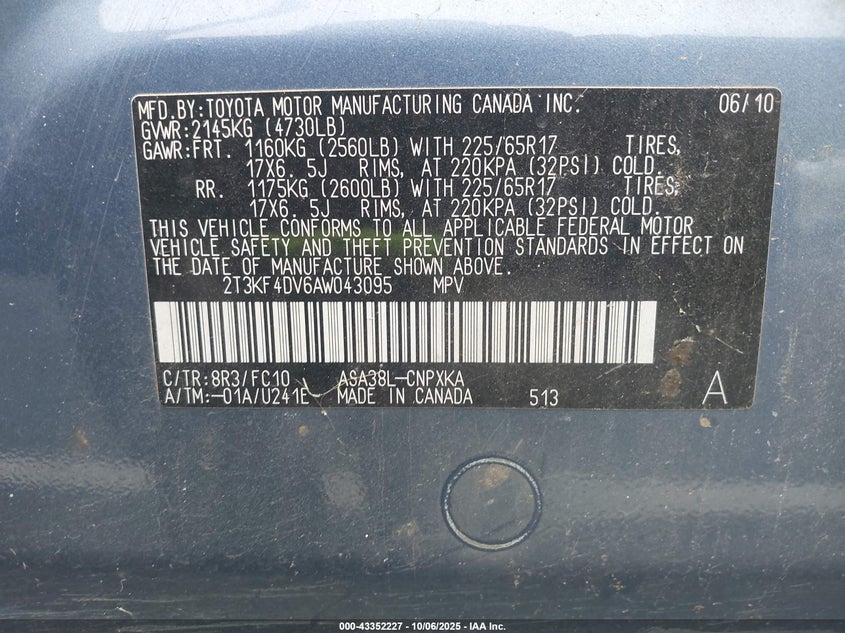 MFD.BY:TOYOTA MOTOR MANUFACTURING CANADA INC. 06/10
GVWR:2145KG (4730LB)
GAWR:FRT. 1160KG (2560LB) WITH 225/65R17 TIRES,
17X6.5J RIMS, AT 220KPA (32PSI) COLD.
RR. 1175KG (2600LB) WITH 225/65R17 TIRES,
17X6.5J RIMS, AT 220KPA (32PSI) COLD.
THIS VEHICLE CONFORMS TO ALL APPLICABLE FEDERAL MOTOR
VEHICLE SAFETY AND THEFT PREVENTION STANDARDS IN EFFECT ON
THE DATE OF MANUFACTURE SHOWN ABOVE.
2T3KF4DV6AW043095 MPV
C/TR:8R3/FC10 ASA38L-CNPXKA
A/TM:-01A/U241E MADE IN CANADA 513 A
000-43352227 - 10/06/2025 - IAA Inc.